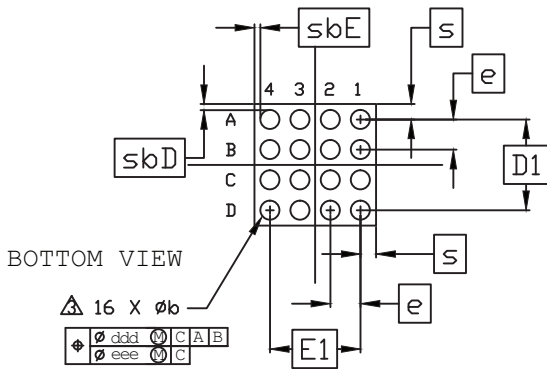 sbE
s
e
4 3 2 1
A
B
sbD
D1
C
D
s
BOTTOM VIEW
3 16 X øb
e
ø ddd Ⓜ C A B
ø eee Ⓜ C
E1